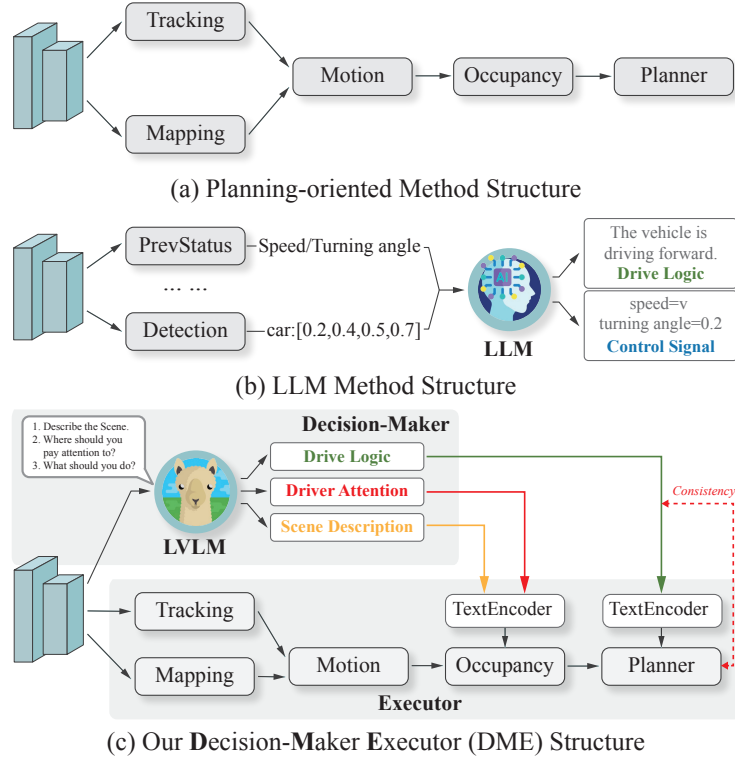 Tracking
Mapping
Motion
Occupancy
Planner
(a) Planning-oriented Method Structure
PrevStatus
Speed/Turning angle
... ...
Detection
car:[0.2,0.4,0.5,0.7]
AI
LLM
The vehicle is
driving forward.
Drive Logic
speed=v
turning angle=0.2
Control Signal
(b) LLM Method Structure
1. Describe the Scene.
2. Where should you
pay attention to?
3. What should you do?
LVLM
Decision-Maker
Drive Logic
Driver Attention
Scene Description
Consistency
Tracking
Mapping
Motion
TextEncoder
Occupancy
TextEncoder
Planner
Executor
(c) Our Decision-Maker Executor (DME) Structure